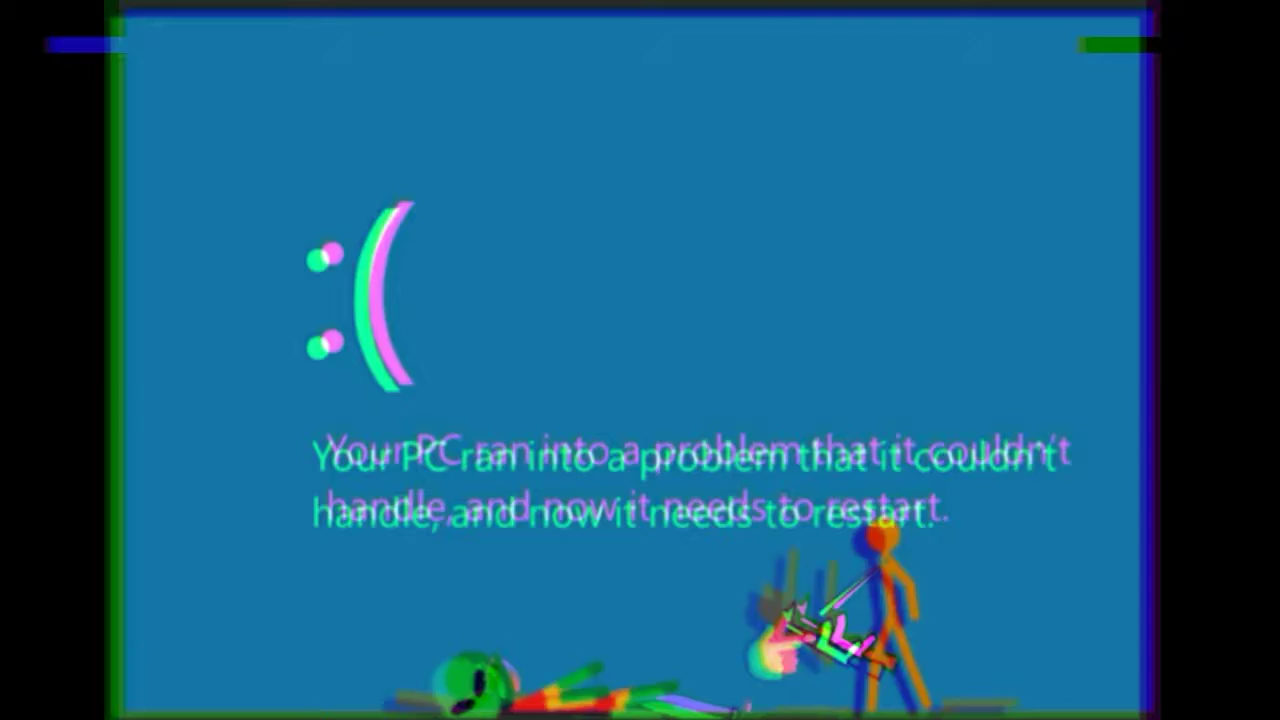 :(
Your PC ran into a problem that it couldn't
handle, and now it needs to restart.